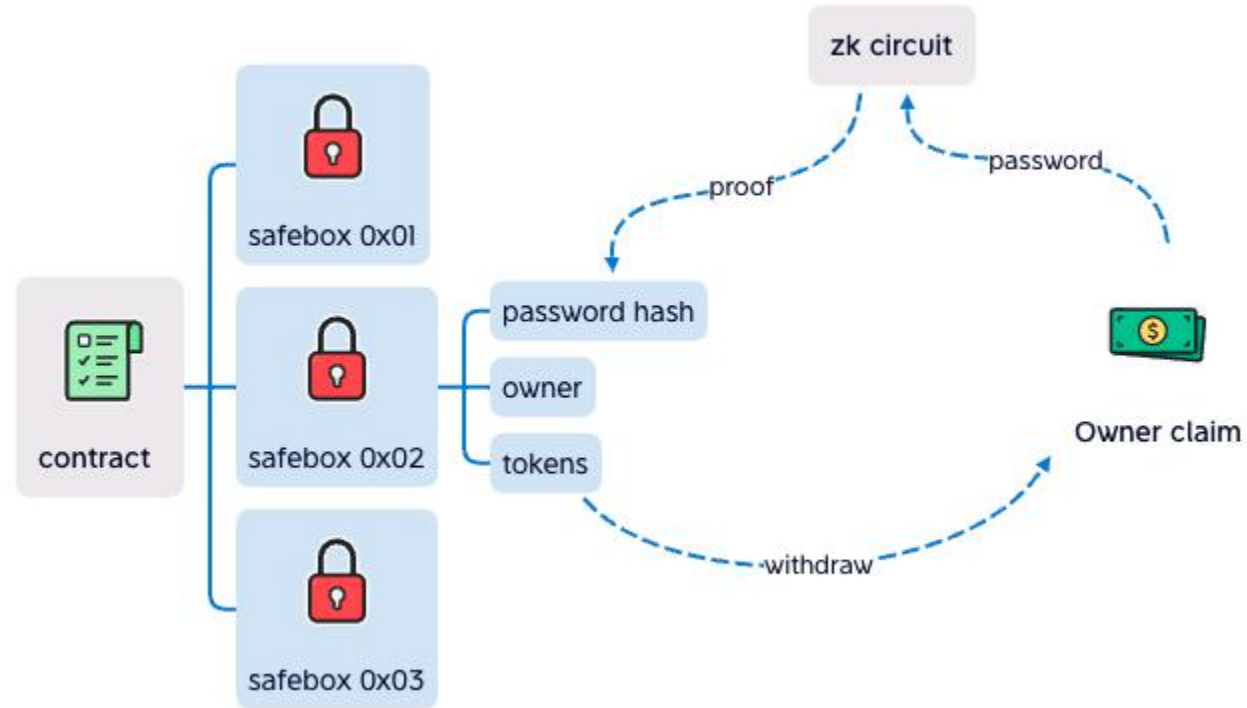 zk circuit
proof
password
safebox 0x01
contract
safebox 0x02
password hash
owner
tokens
$
Owner claim
withdraw
safebox 0x03